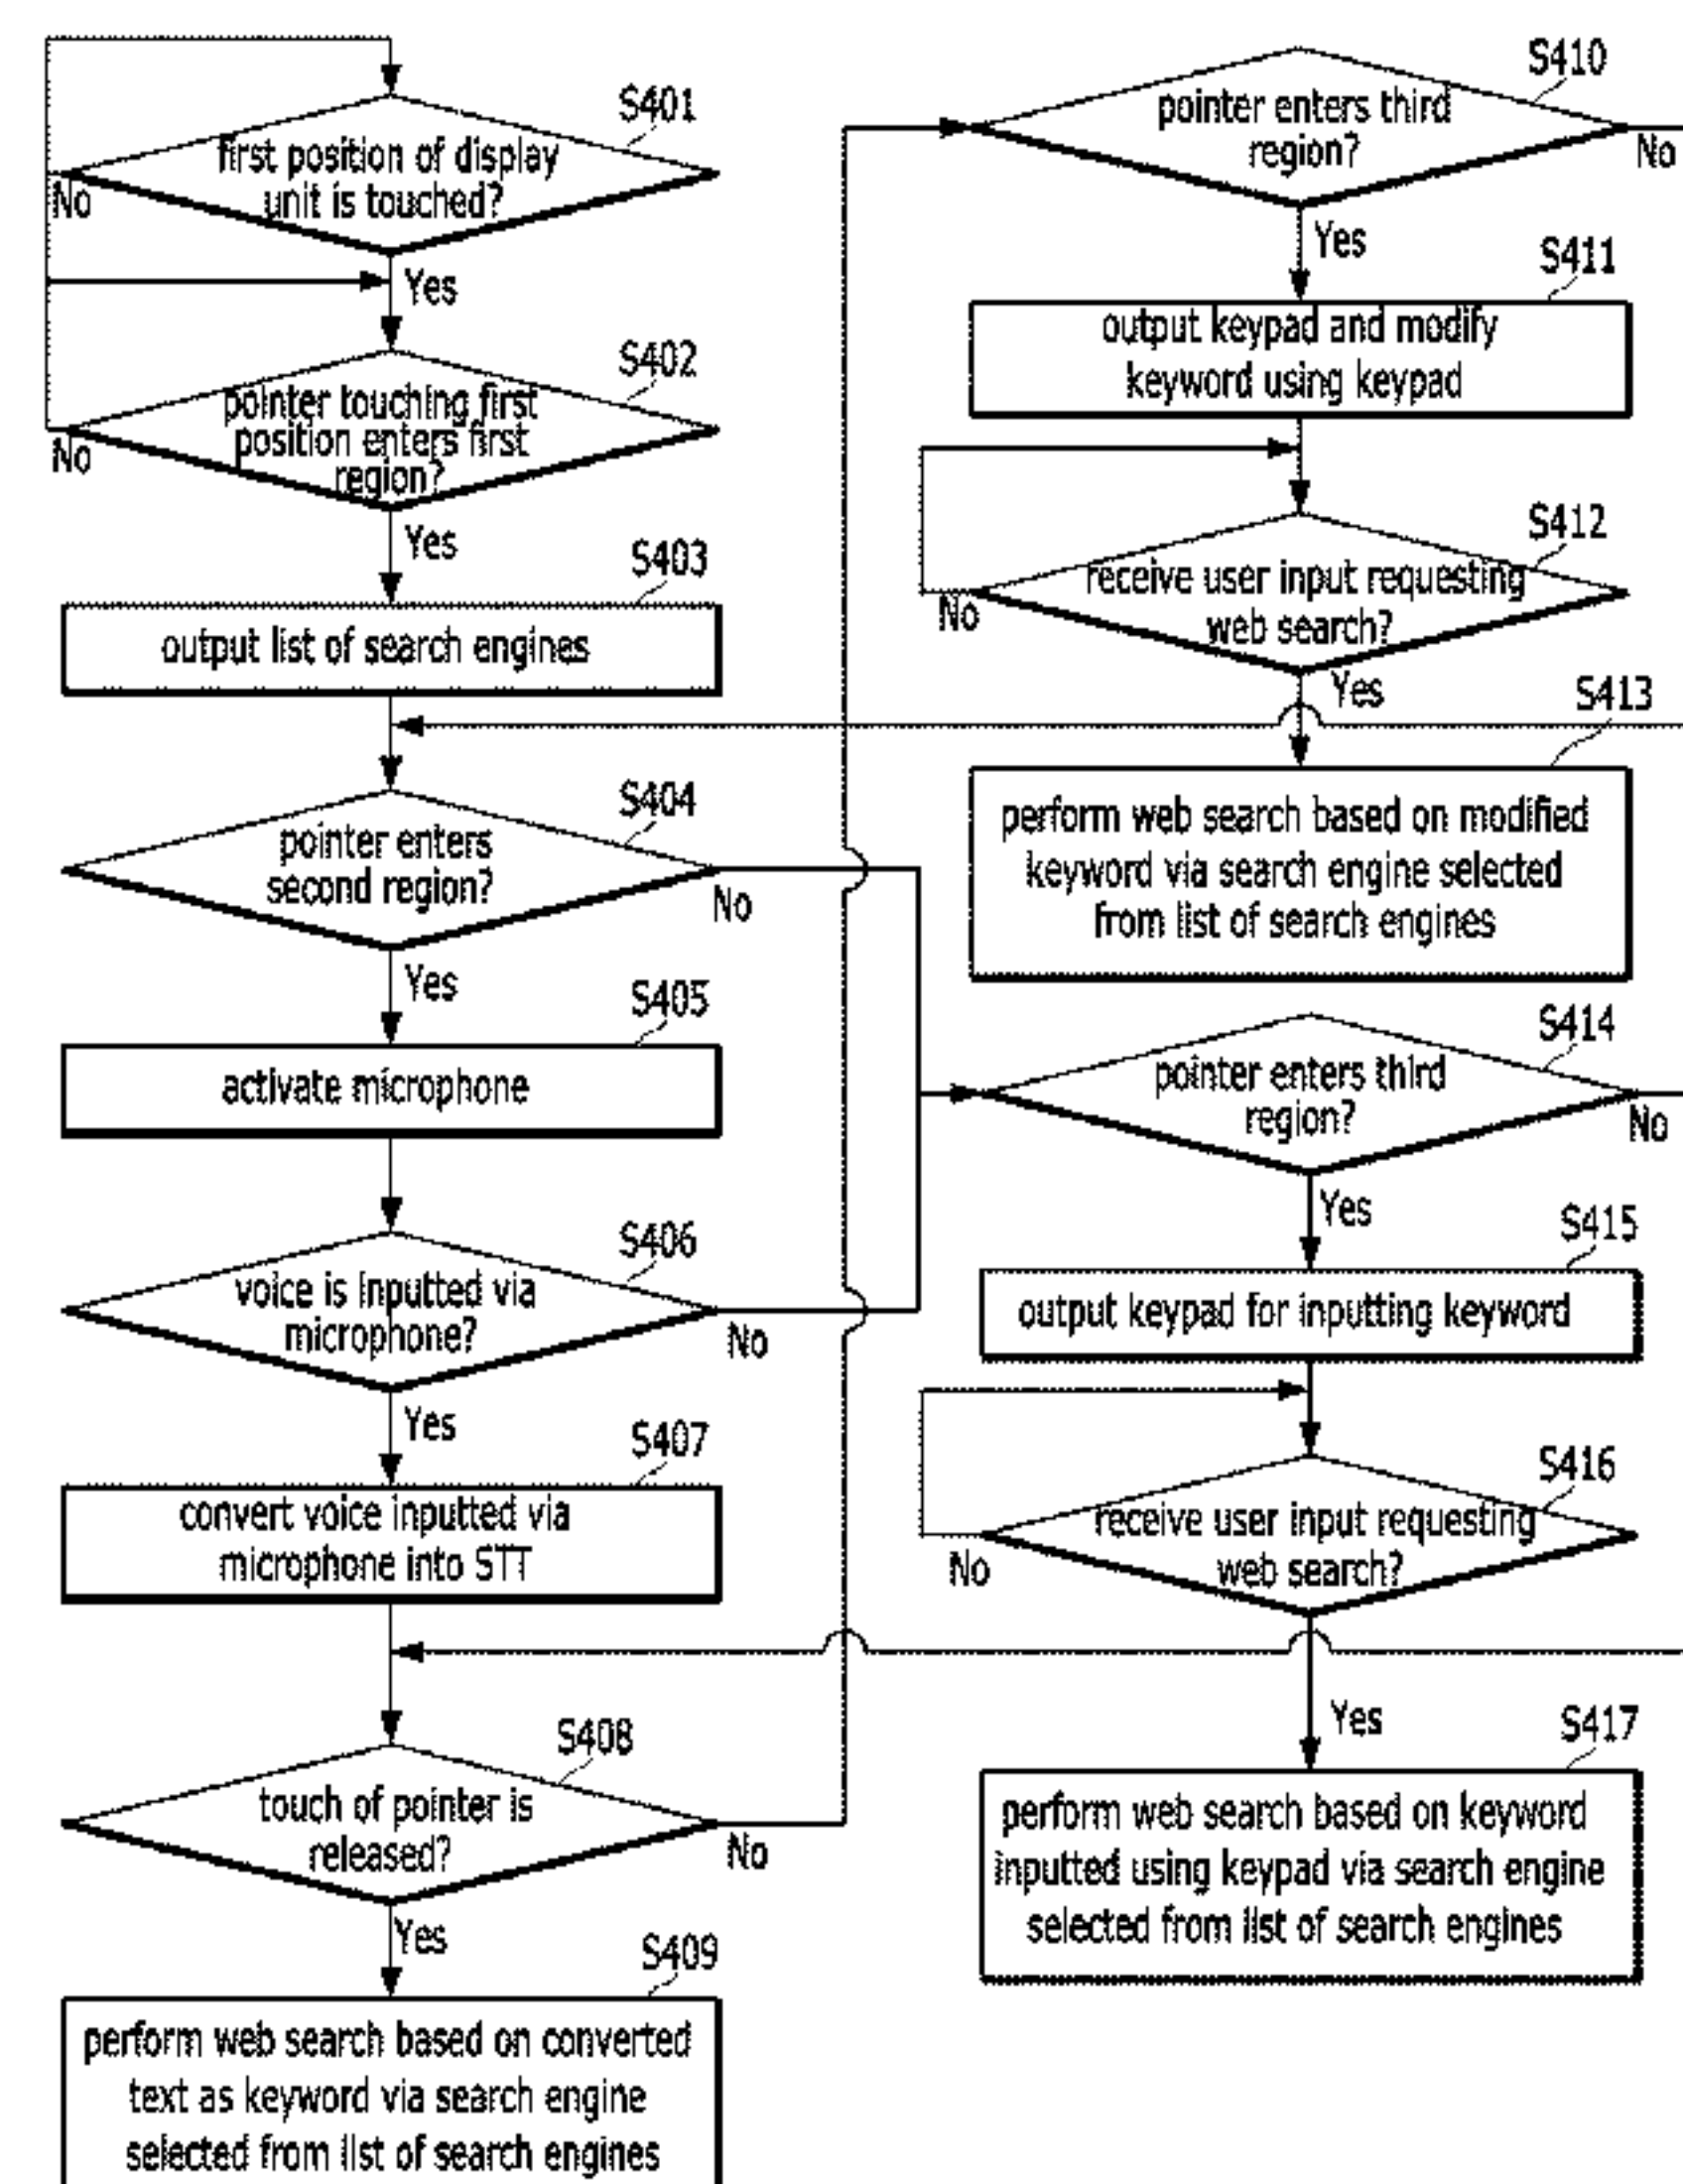 S401
first position of display
unit is touched?
No
Yes
S402
pointer touching first
position enters first
region?
No
Yes
S403
output list of search engines
S404
pointer enters
second region?
No
Yes
S405
activate microphone
S406
voice is inputted via
microphone?
No
Yes
S407
convert voice inputted via
microphone into STT
S408
touch of pointer is
released?
No
Yes
S409
perform web search based on converted
text as keyword via search engine
selected from list of search engines
S410
pointer enters third
region?
No
Yes
S411
output keypad and modify
keyword using keypad
S412
receive user input requesting
web search?
No
Yes
S413
perform web search based on modified
keyword via search engine selected
from list of search engines
S414
pointer enters third
region?
No
Yes
S415
output keypad for inputting keyword
S416
receive user input requesting
web search?
No
Yes
S417
perform web search based on keyword
inputted using keypad via search engine
selected from list of search engines